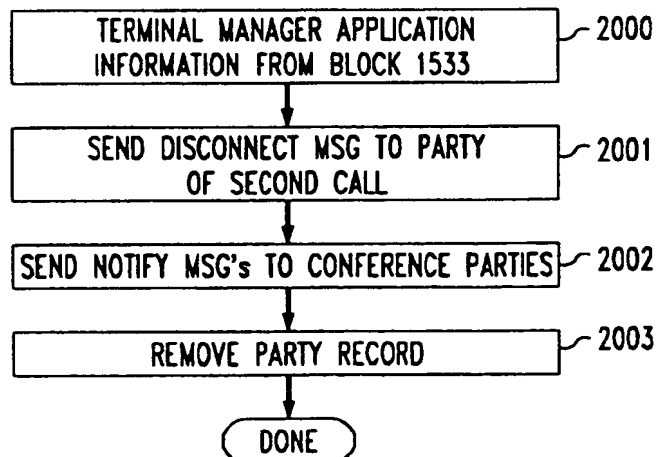 TERMINAL MANAGER APPLICATION
INFORMATION FROM BLOCK 1533
2000
SEND DISCONNECT MSG TO PARTY
OF SECOND CALL
2001
SEND NOTIFY MSG's TO CONFERENCE PARTIES
2002
REMOVE PARTY RECORD
2003
DONE